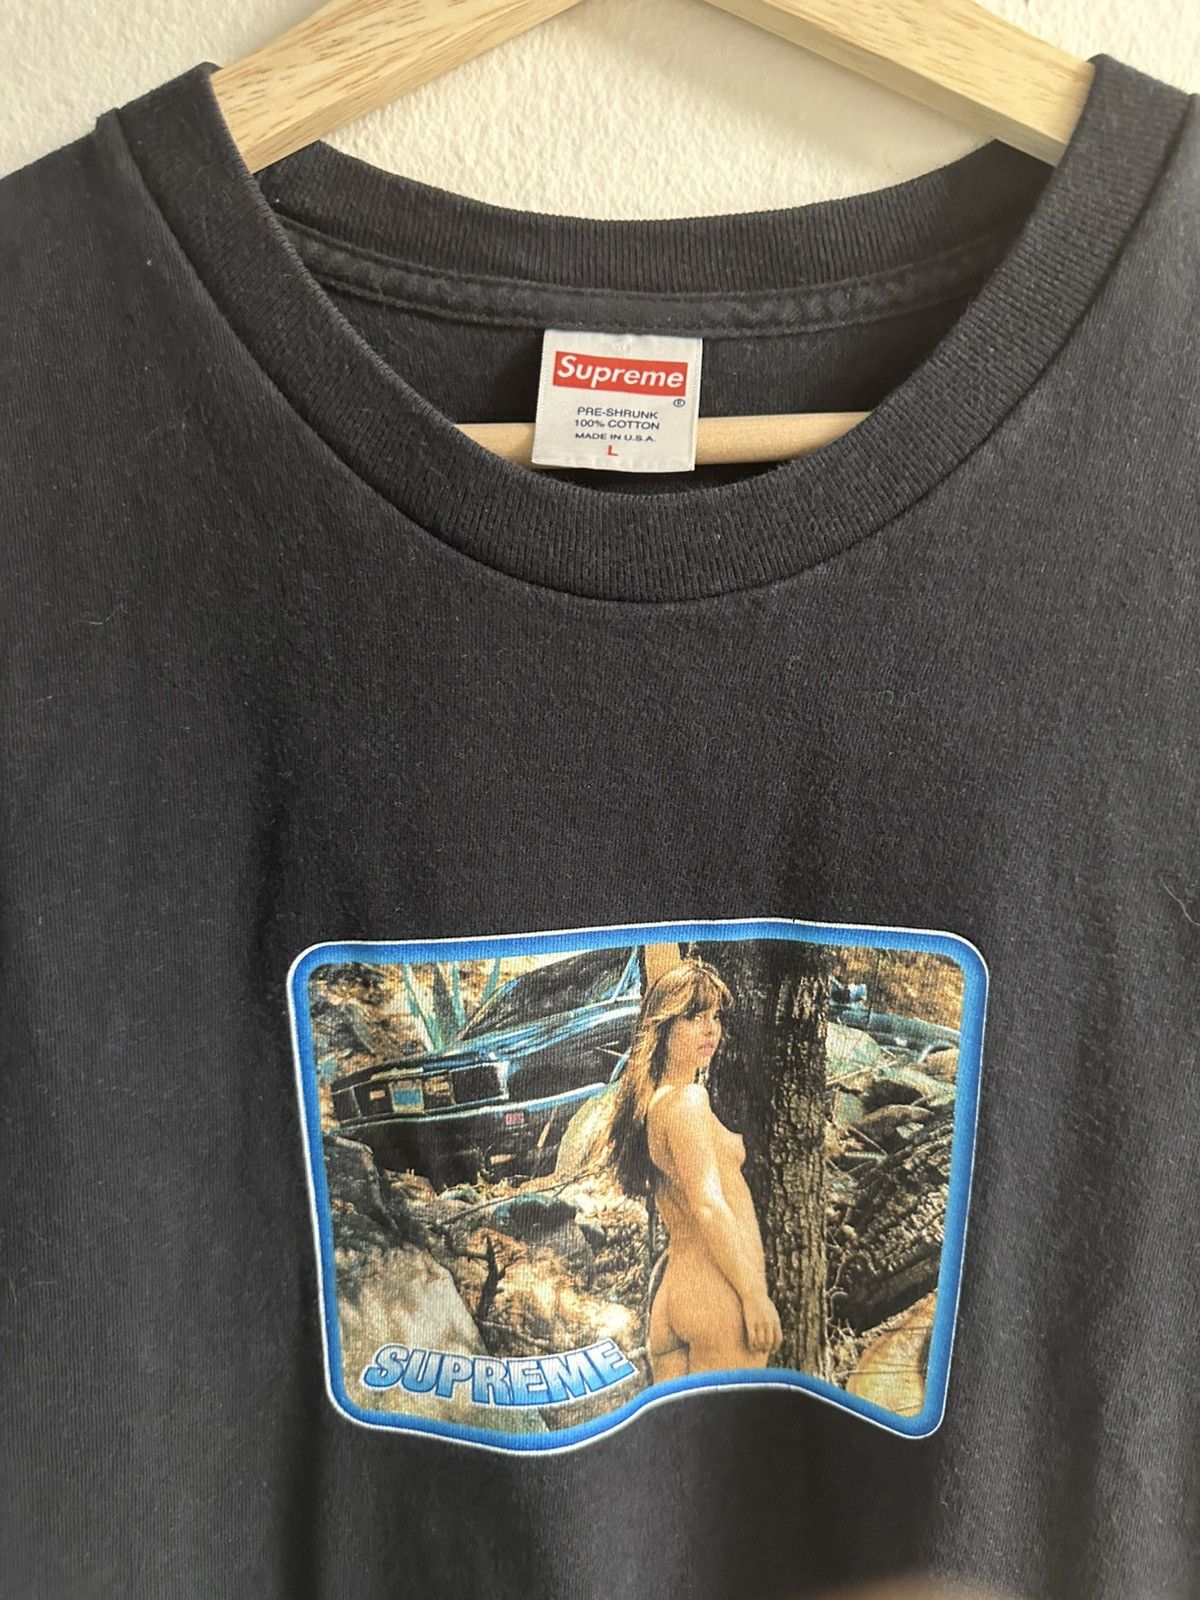 Supreme
®
PRE-SHRUNK
100% COTTON
MADE IN U.S.A.
L
SUPREME